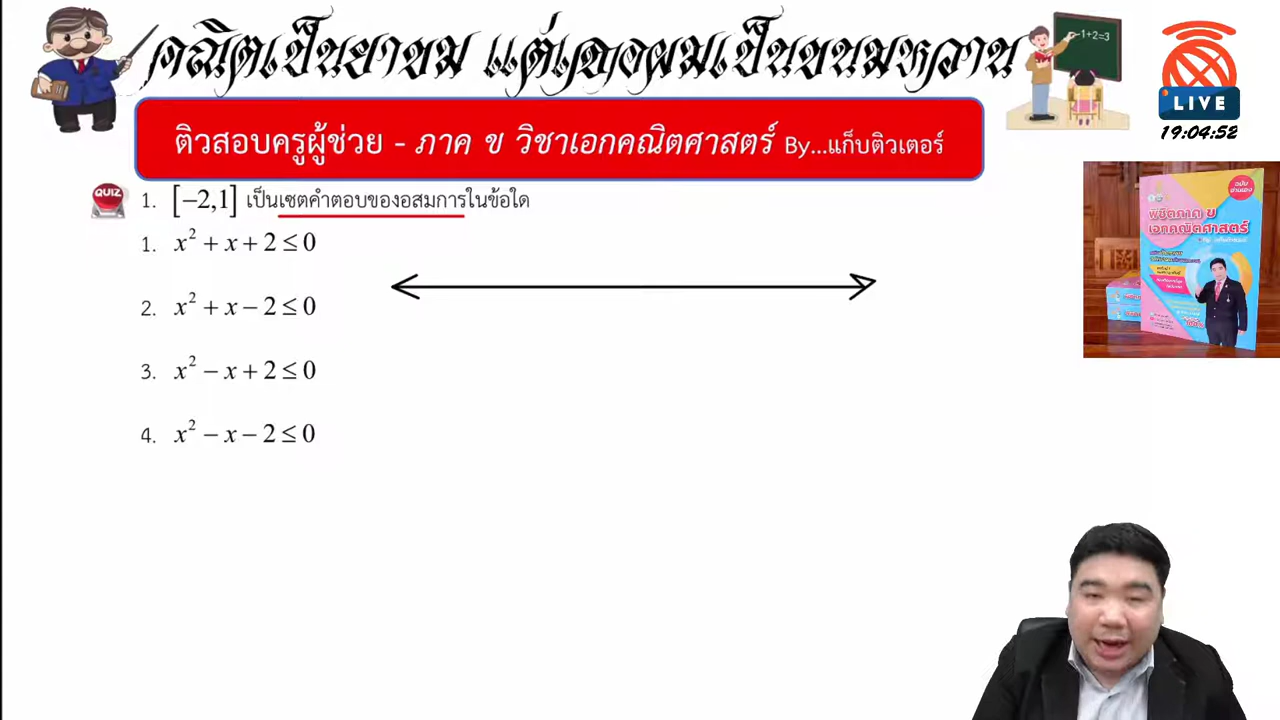 คณิตเป็นยาขม แต่เธอผมเป็นขนมหวาน
-1+2=3
LIVE
19:04:52
ติวสอบครูผู้ช่วย - ภาค ข วิชาเอกคณิตศาสตร์ By...แก็บติวเตอร์
QUIZ
1. [−2,1] เป็นเซตคำตอบของอสมการในข้อใด
1. x² + x + 2 ≤ 0
2. x² + x − 2 ≤ 0
3. x² − x + 2 ≤ 0
4. x² − x − 2 ≤ 0
พิชิตภาค ข
เอกคณิตศาสตร์